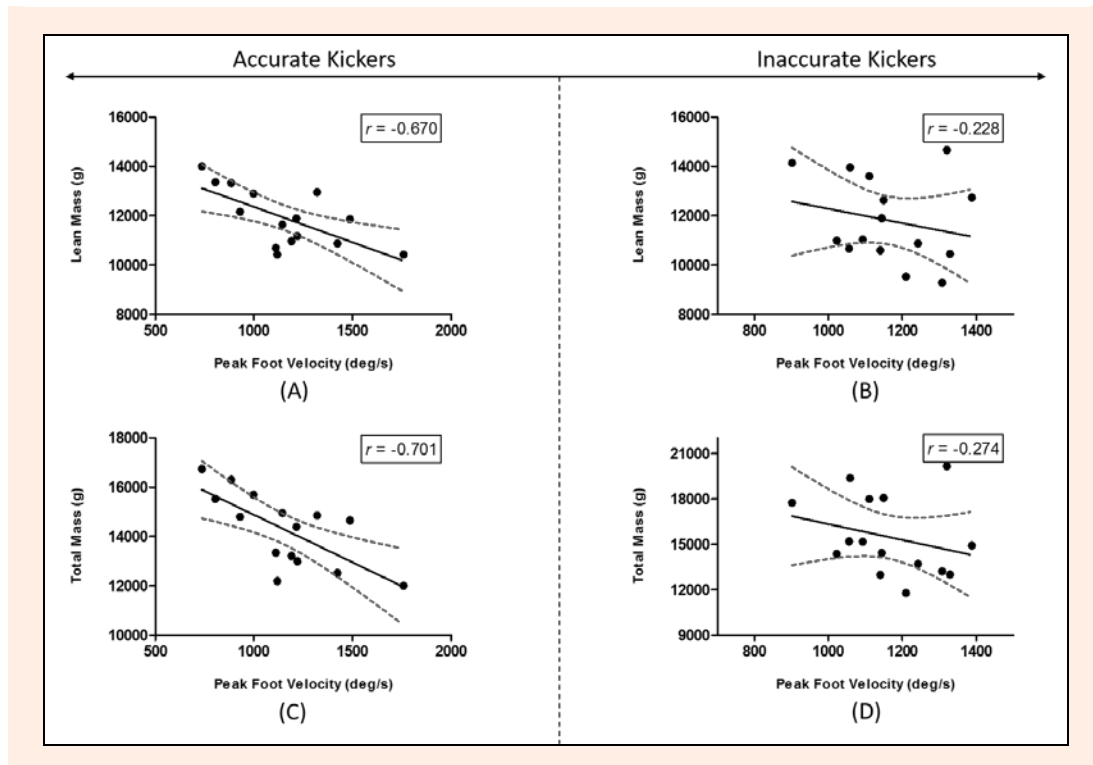 Accurate Kickers
Inaccurate Kickers
r = -0.670
16000
14000
12000
10000
8000
Lean Mass (g)
500
1000
1500
2000
Peak Foot Velocity (deg/s)
(A)
r = -0.228
16000
14000
12000
10000
8000
Lean Mass (g)
800
1000
1200
1400
Peak Foot Velocity (deg/s)
(B)
r = -0.701
18000
16000
14000
12000
10000
Total Mass (g)
500
1000
1500
2000
Peak Foot Velocity (deg/s)
(C)
r = -0.274
21000
18000
15000
12000
9000
Total Mass (g)
800
1000
1200
1400
Peak Foot Velocity (deg/s)
(D)